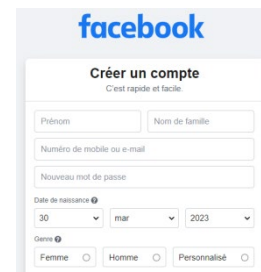 facebook
Créer un compte
C'est rapide et facile.
Prénom Nom de famille
Numéro de mobile ou e-mail
Nouveau mot de passe
Date de naissance ?
30 mar 2023
Genre ?
Femme Homme Personnalisé